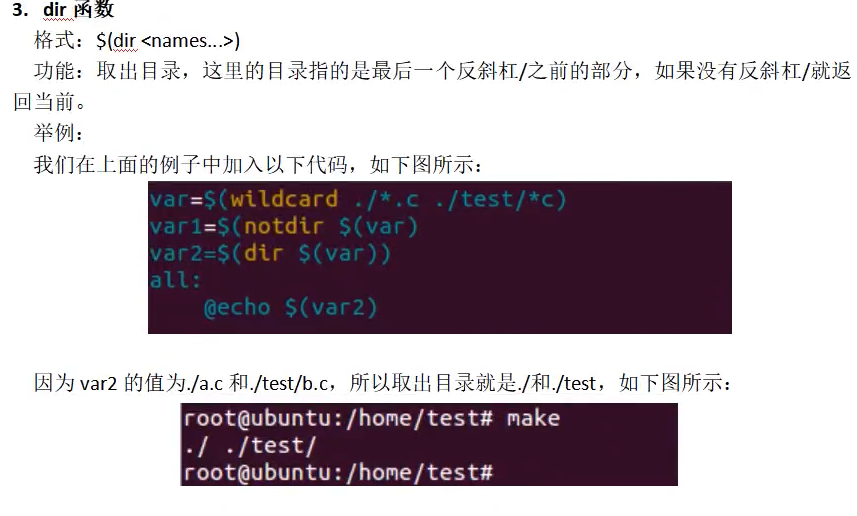 3. dir 函数
格式：$(dir <names...>)
功能：取出目录，这里的目录指的是最后一个反斜杠/之前的部分，如果没有反斜杠/就返
回当前。
举例：
我们在上面的例子中加入以下代码，如下图所示：
var=$(wildcard ./*.c ./test/*c)
var1=$(notdir $(var)
var2=$(dir $(var))
all:
    @echo $(var2)
因为 var2 的值为./a.c 和./test/b.c，所以取出目录就是./和./test，如下图所示：
root@ubuntu:/home/test# make
./ ./test/
root@ubuntu:/home/test#